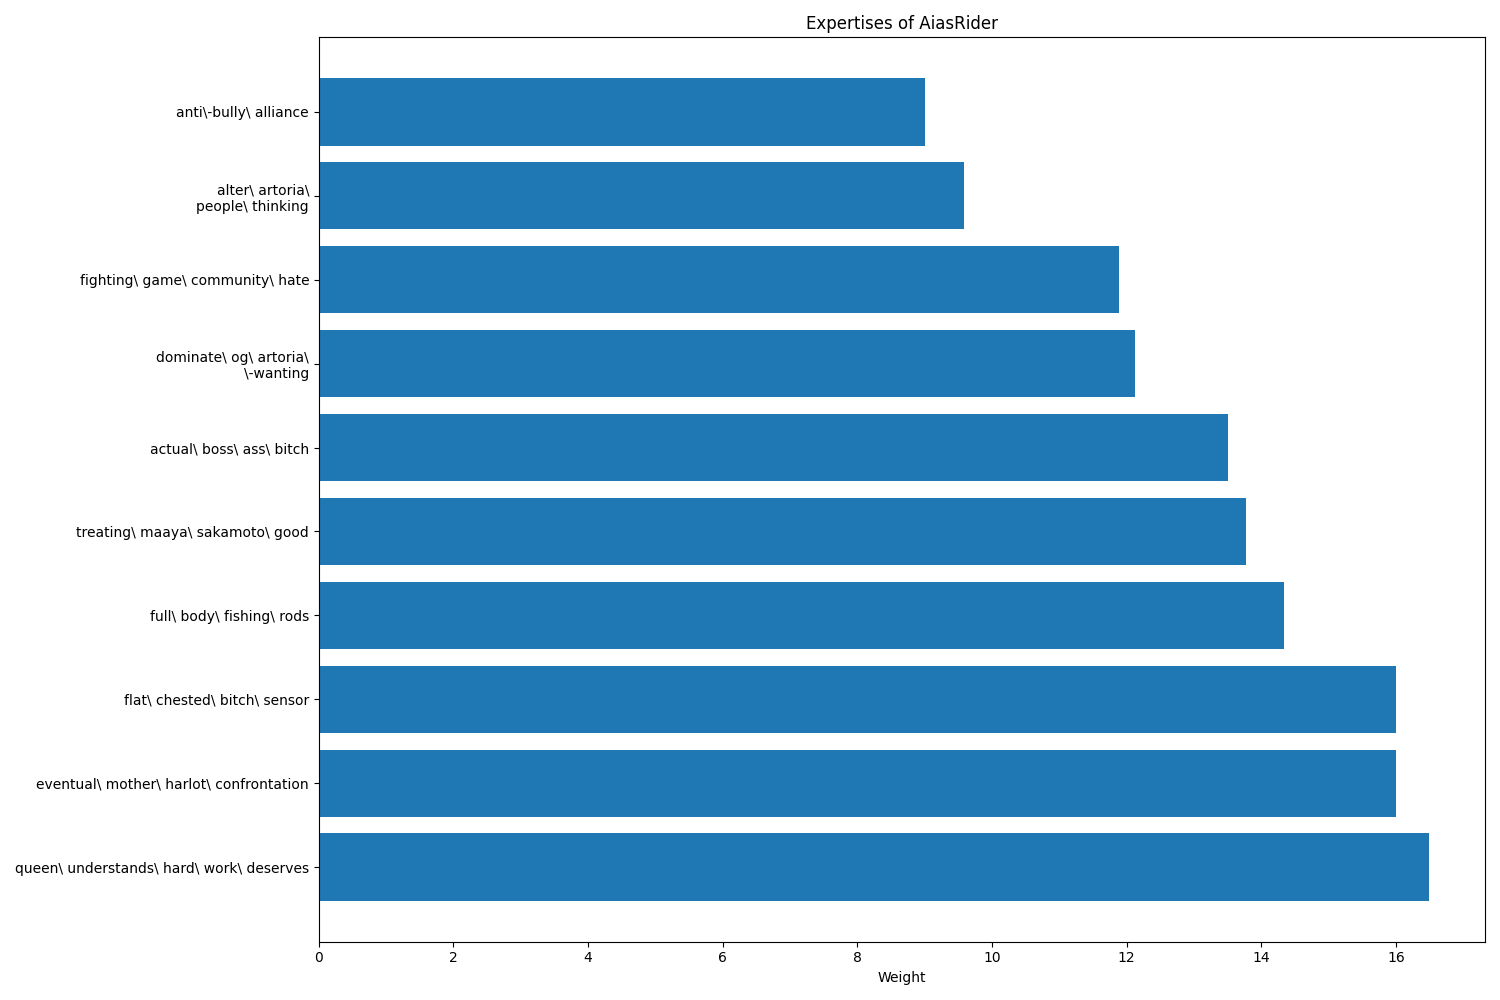 Expertises of AiasRider
anti\-bully\ alliance
alter\ artoria\
people\ thinking
fighting\ game\ community\ hate
dominate\ og\ artoria\
\-wanting
actual\ boss\ ass\ bitch
treating\ maaya\ sakamoto\ good
full\ body\ fishing\ rods
flat\ chested\ bitch\ sensor
eventual\ mother\ harlot\ confrontation
queen\ understands\ hard\ work\ deserves
0 2 4 6 8 10 12 14 16
Weight